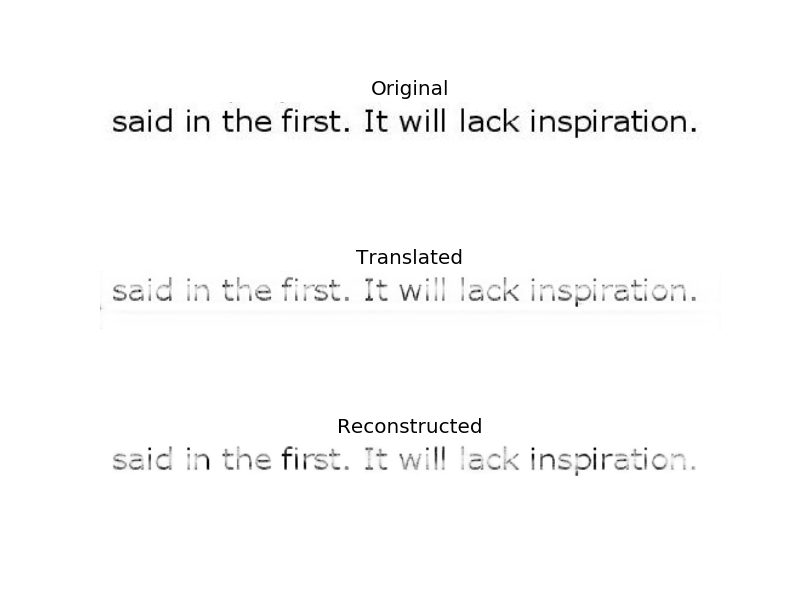 Original
said in the first. It will lack inspiration.
Translated
said in the first. It will lack inspiration.
Reconstructed
said in the first. It will lack inspiration.